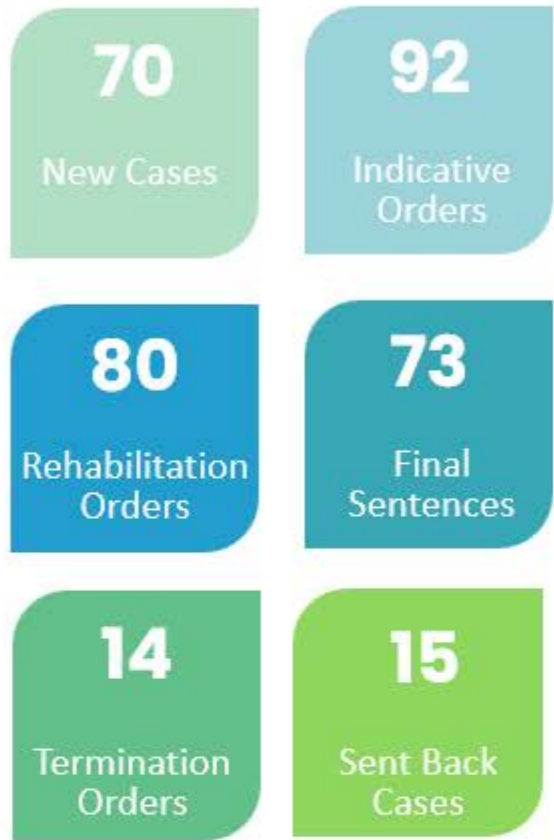 70
New Cases
92
Indicative
Orders
80
Rehabilitation
Orders
73
Final
Sentences
14
Termination
Orders
15
Sent Back
Cases